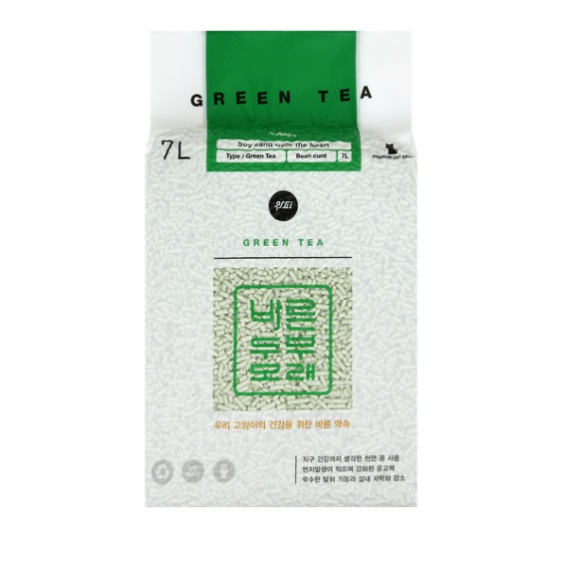 GREEN TEA
7L
Soy sand with the heart
Type / Green Tea
Bean curd
7L
PREMIUM CAT SAND
GREEN TEA
바른
두부
모래
우리 고양이의 건강을 위한 바른 약속
지구 건강까지 생각한 천연 콩 사용
먼지발생이 적으며 강화된 응고력
우수한 탈취 기능과 실내 사막화 감소